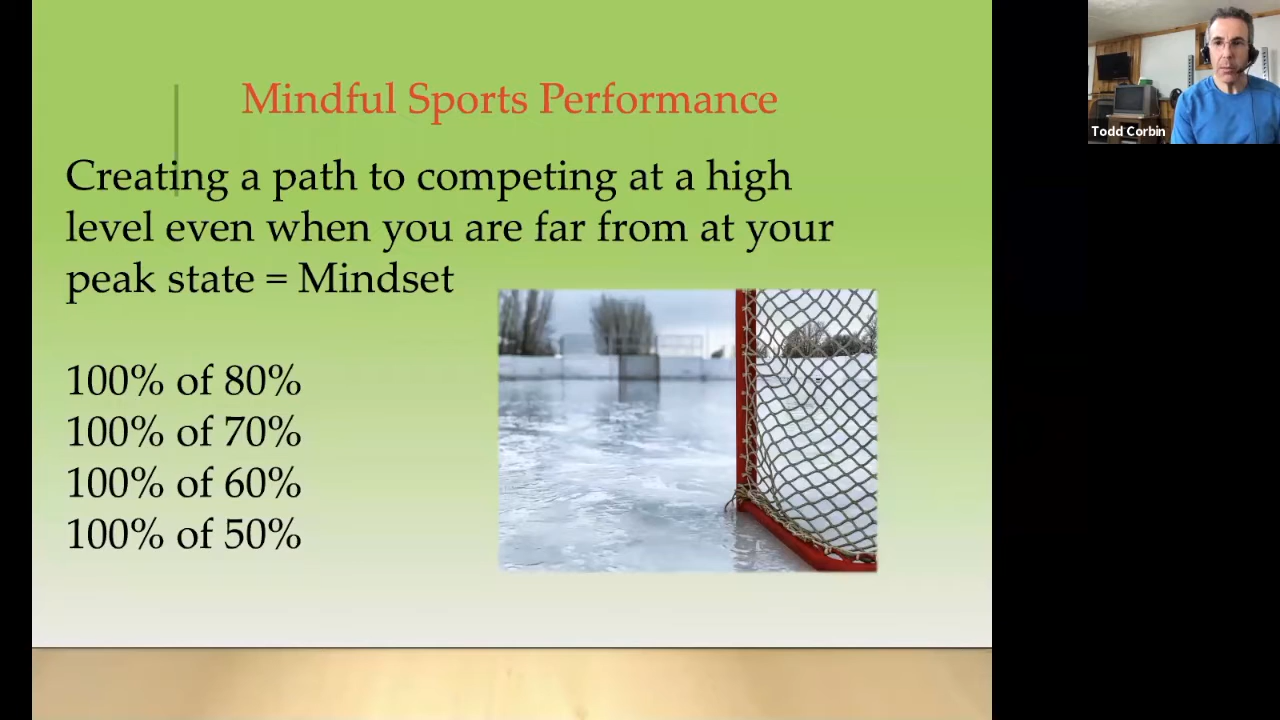 Mindful Sports Performance
Creating a path to competing at a high
level even when you are far from at your
peak state = Mindset
100% of 80%
100% of 70%
100% of 60%
100% of 50%
Todd Corbin